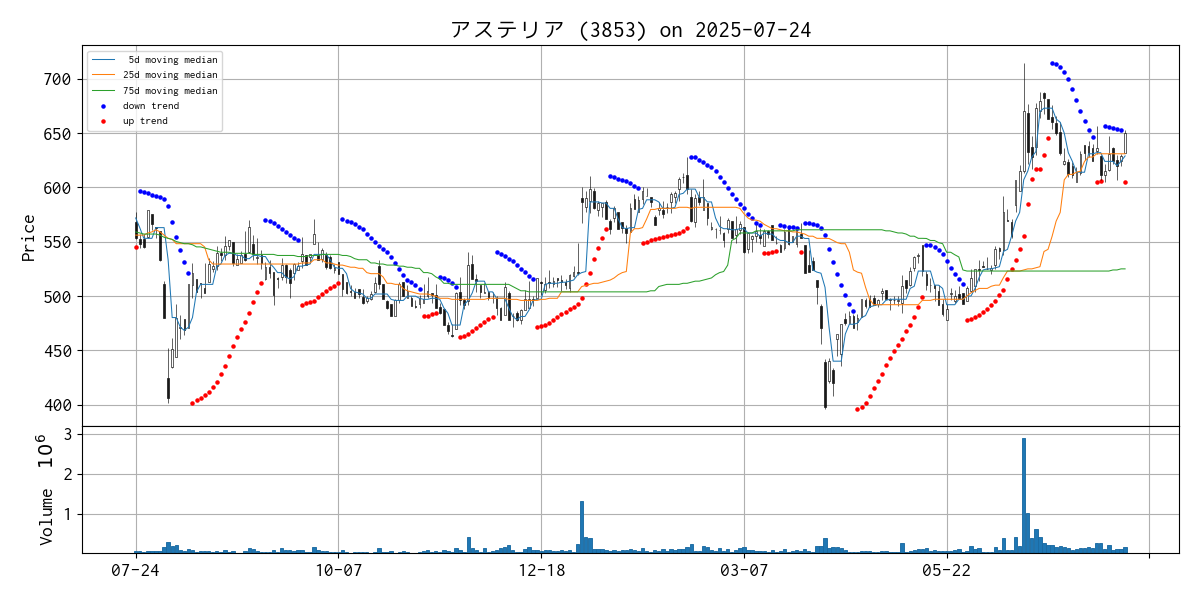 アステリア (3853) on 2025-07-24
5d moving median
25d moving median
75d moving median
down trend
up trend
Price
700
650
600
550
500
450
400
Volume 10^6
3
2
1
07-24
10-07
12-18
03-07
05-22